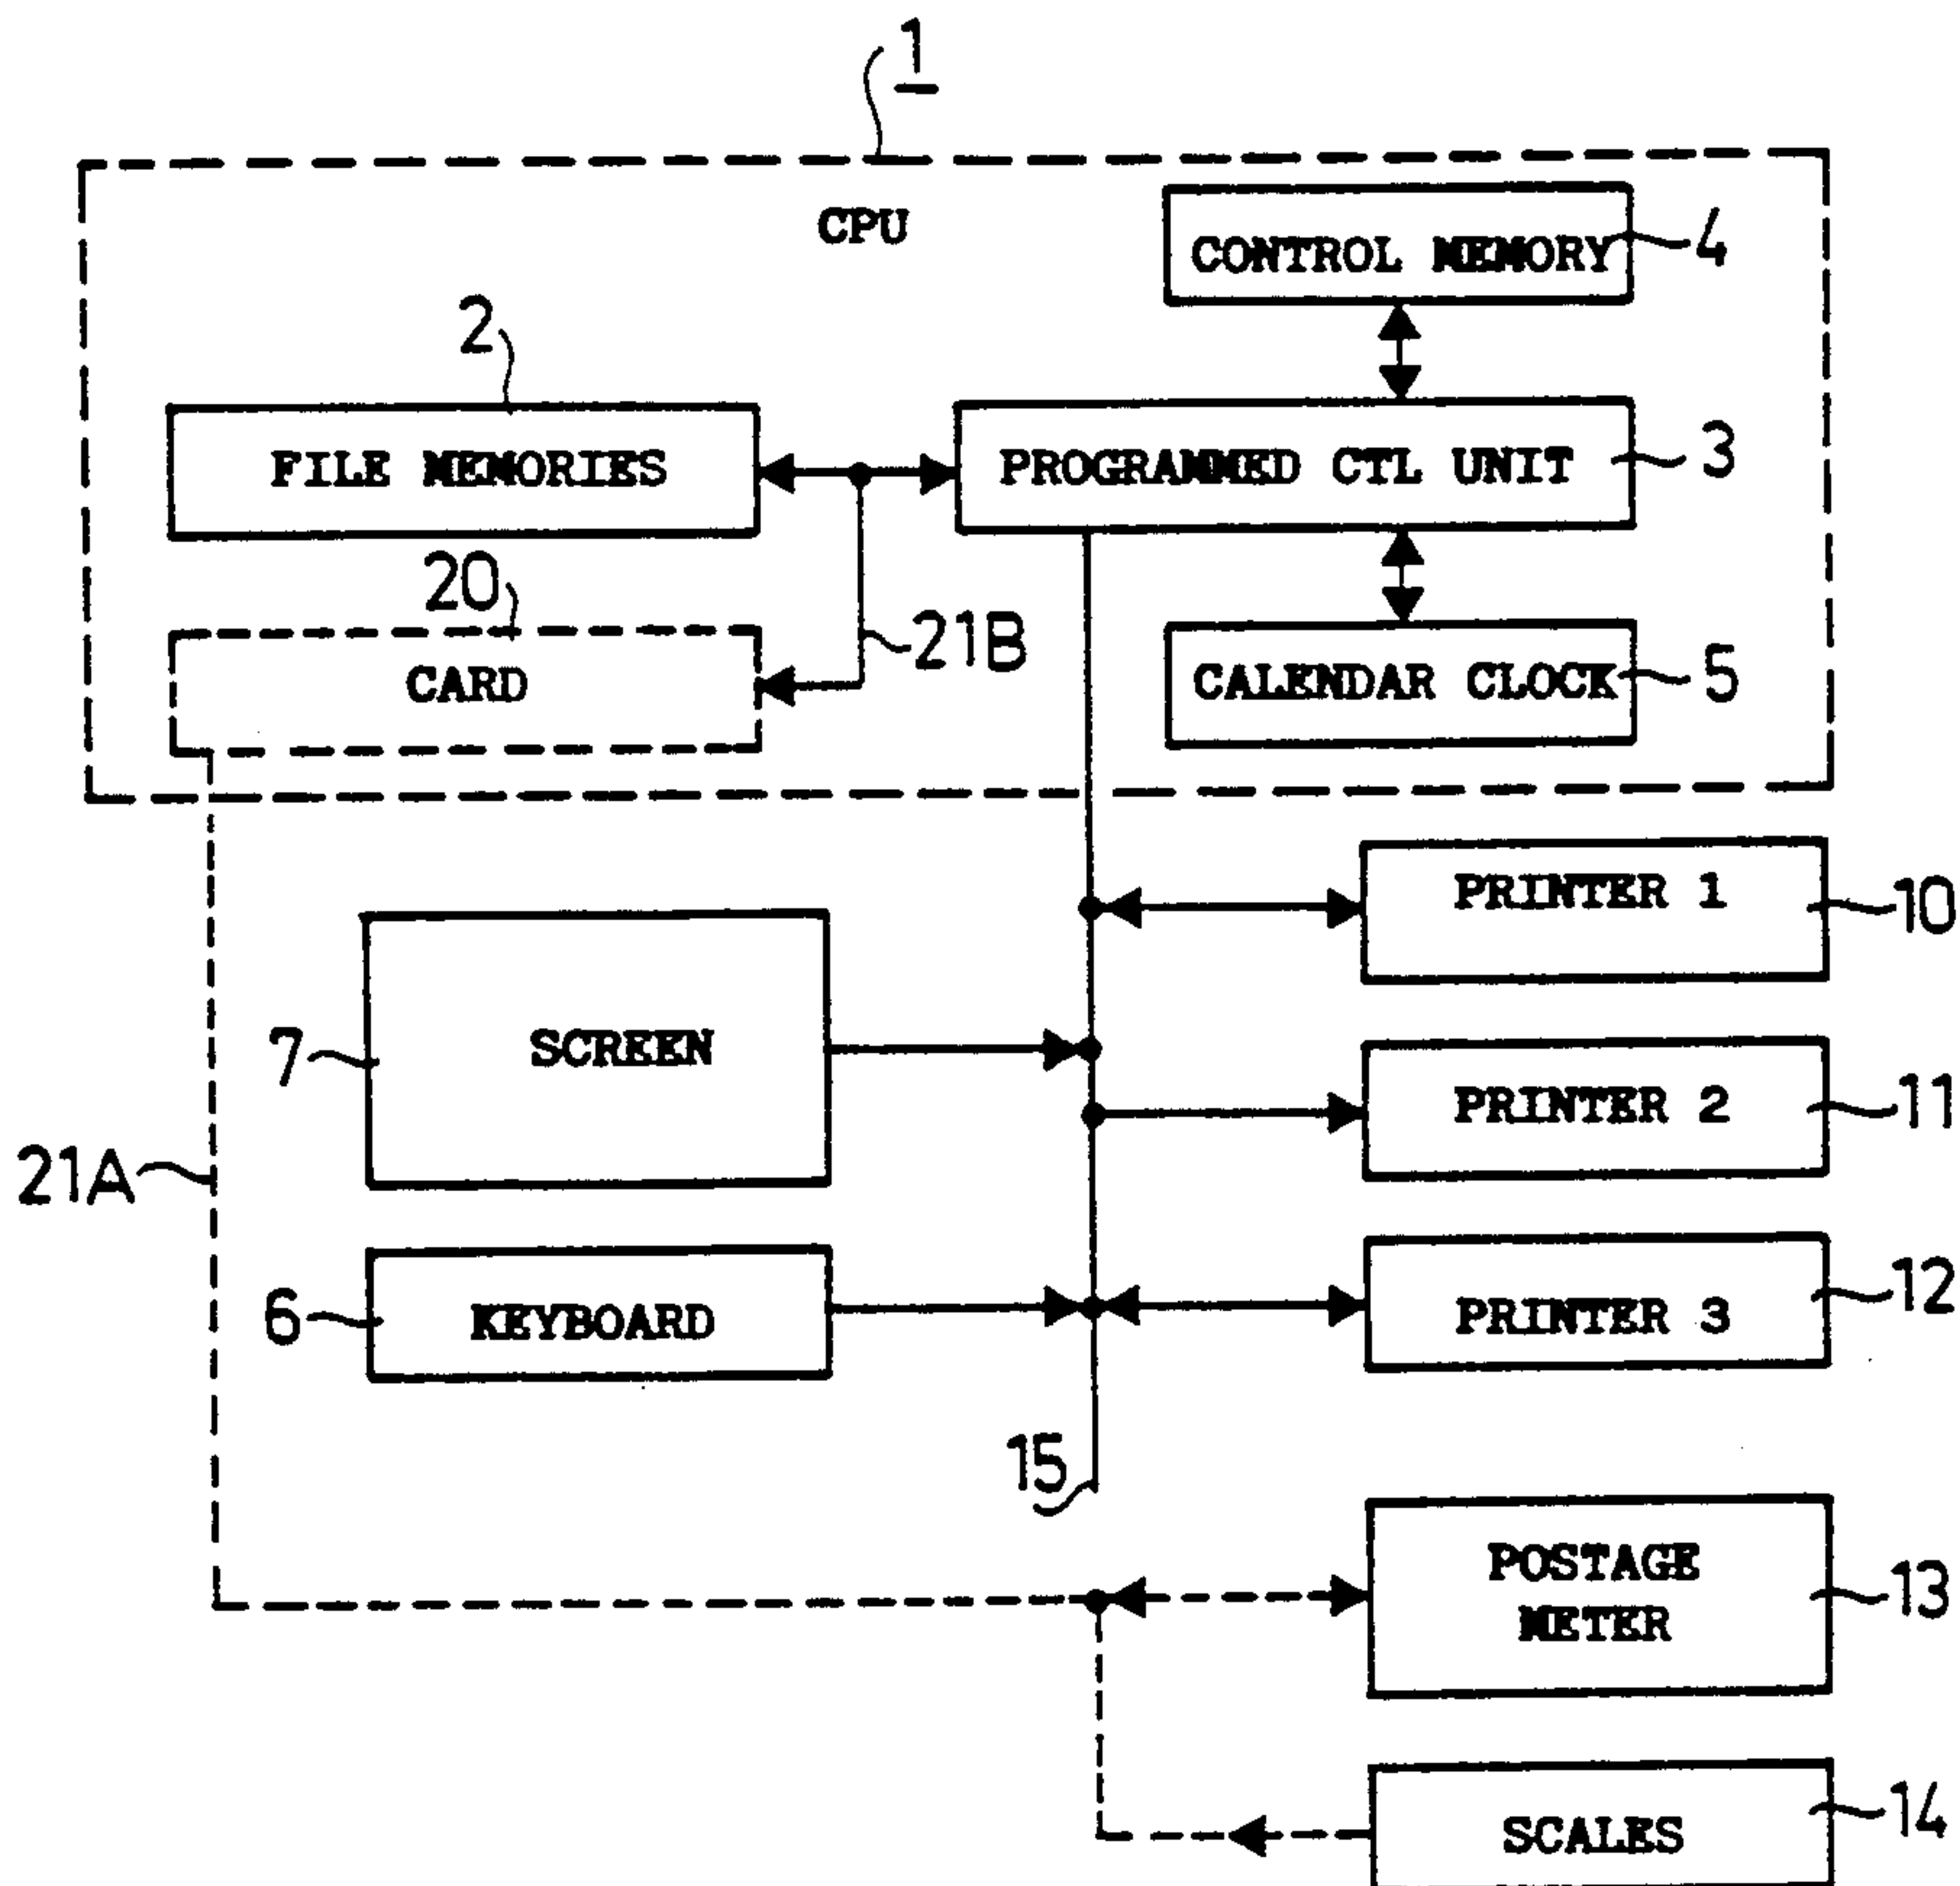 1
CPU
CONTROL MEMORY
4
2
FILE MEMORIES
PROGRAMMED CTL UNIT
3
20
CARD
21B
CALENDAR CLOCK
5
PRINTER 1
10
7
SCREEN
PRINTER 2
11
21A
6
KEYBOARD
PRINTER 3
12
15
POSTAGE
METER
13
SCALES
14